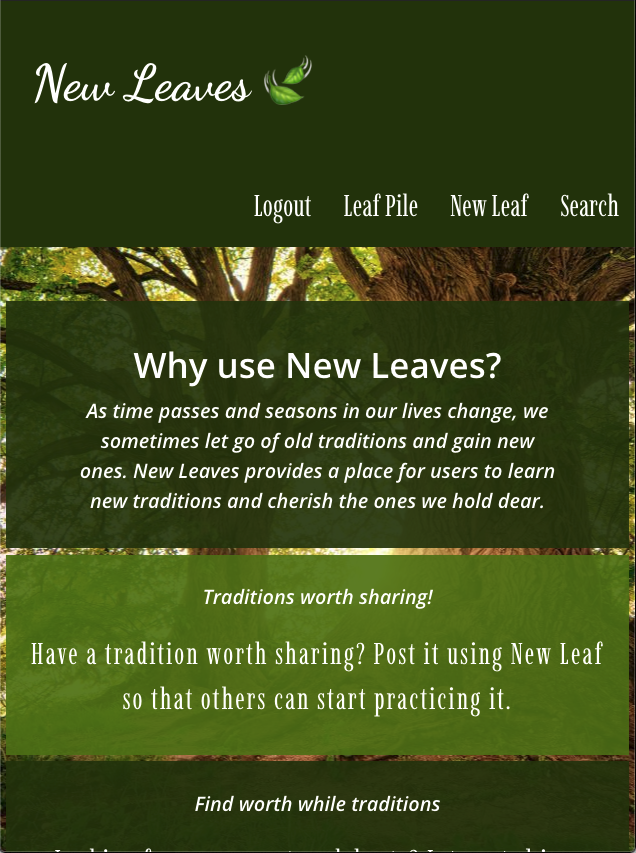 New Leaves
Logout Leaf Pile New Leaf Search
Why use New Leaves?
As time passes and seasons in our lives change, we
sometimes let go of old traditions and gain new
ones. New Leaves provides a place for users to learn
new traditions and cherish the ones we hold dear.
Traditions worth sharing!
Have a tradition worth sharing? Post it using New Leaf
so that others can start practicing it.
Find worth while traditions